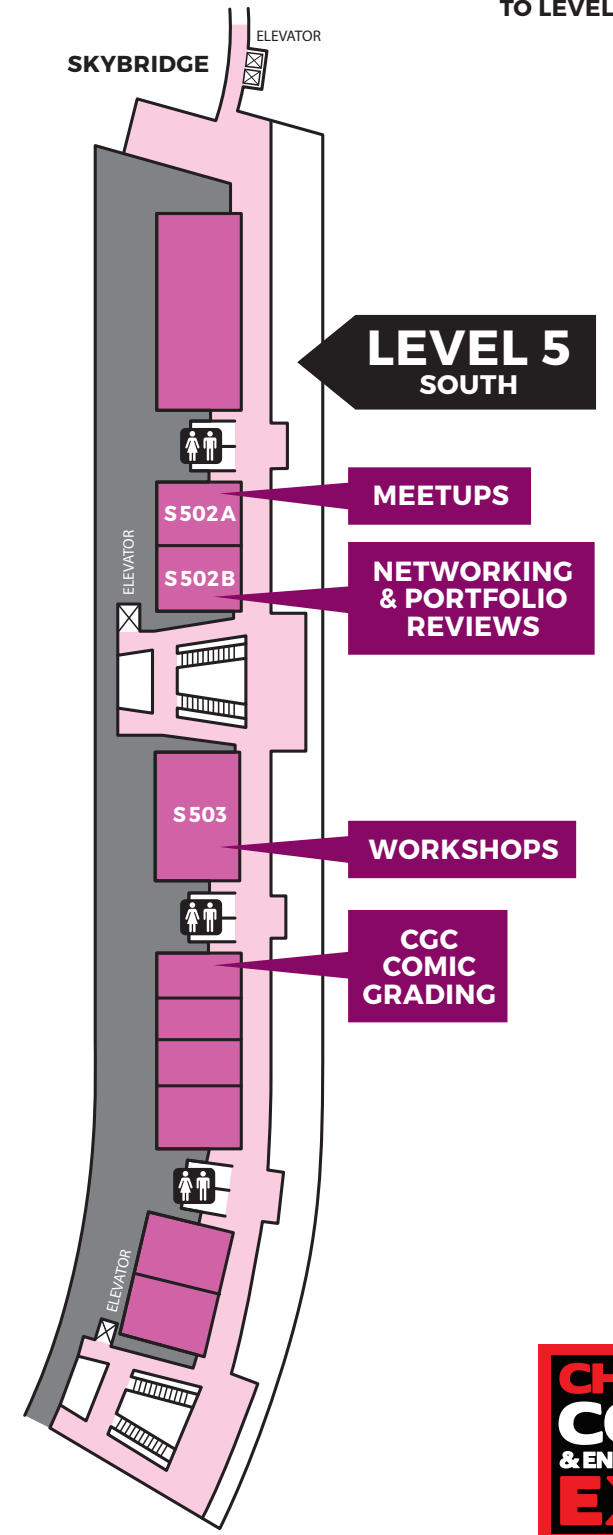 TO LEVEL
ELEVATOR
SKYBRIDGE
LEVEL 5
SOUTH
MEETUPS
S502A
ELEVATOR
S502B
NETWORKING
& PORTFOLIO
REVIEWS
S503
WORKSHOPS
CGC
COMIC
GRADING
ELEVATOR
& EN